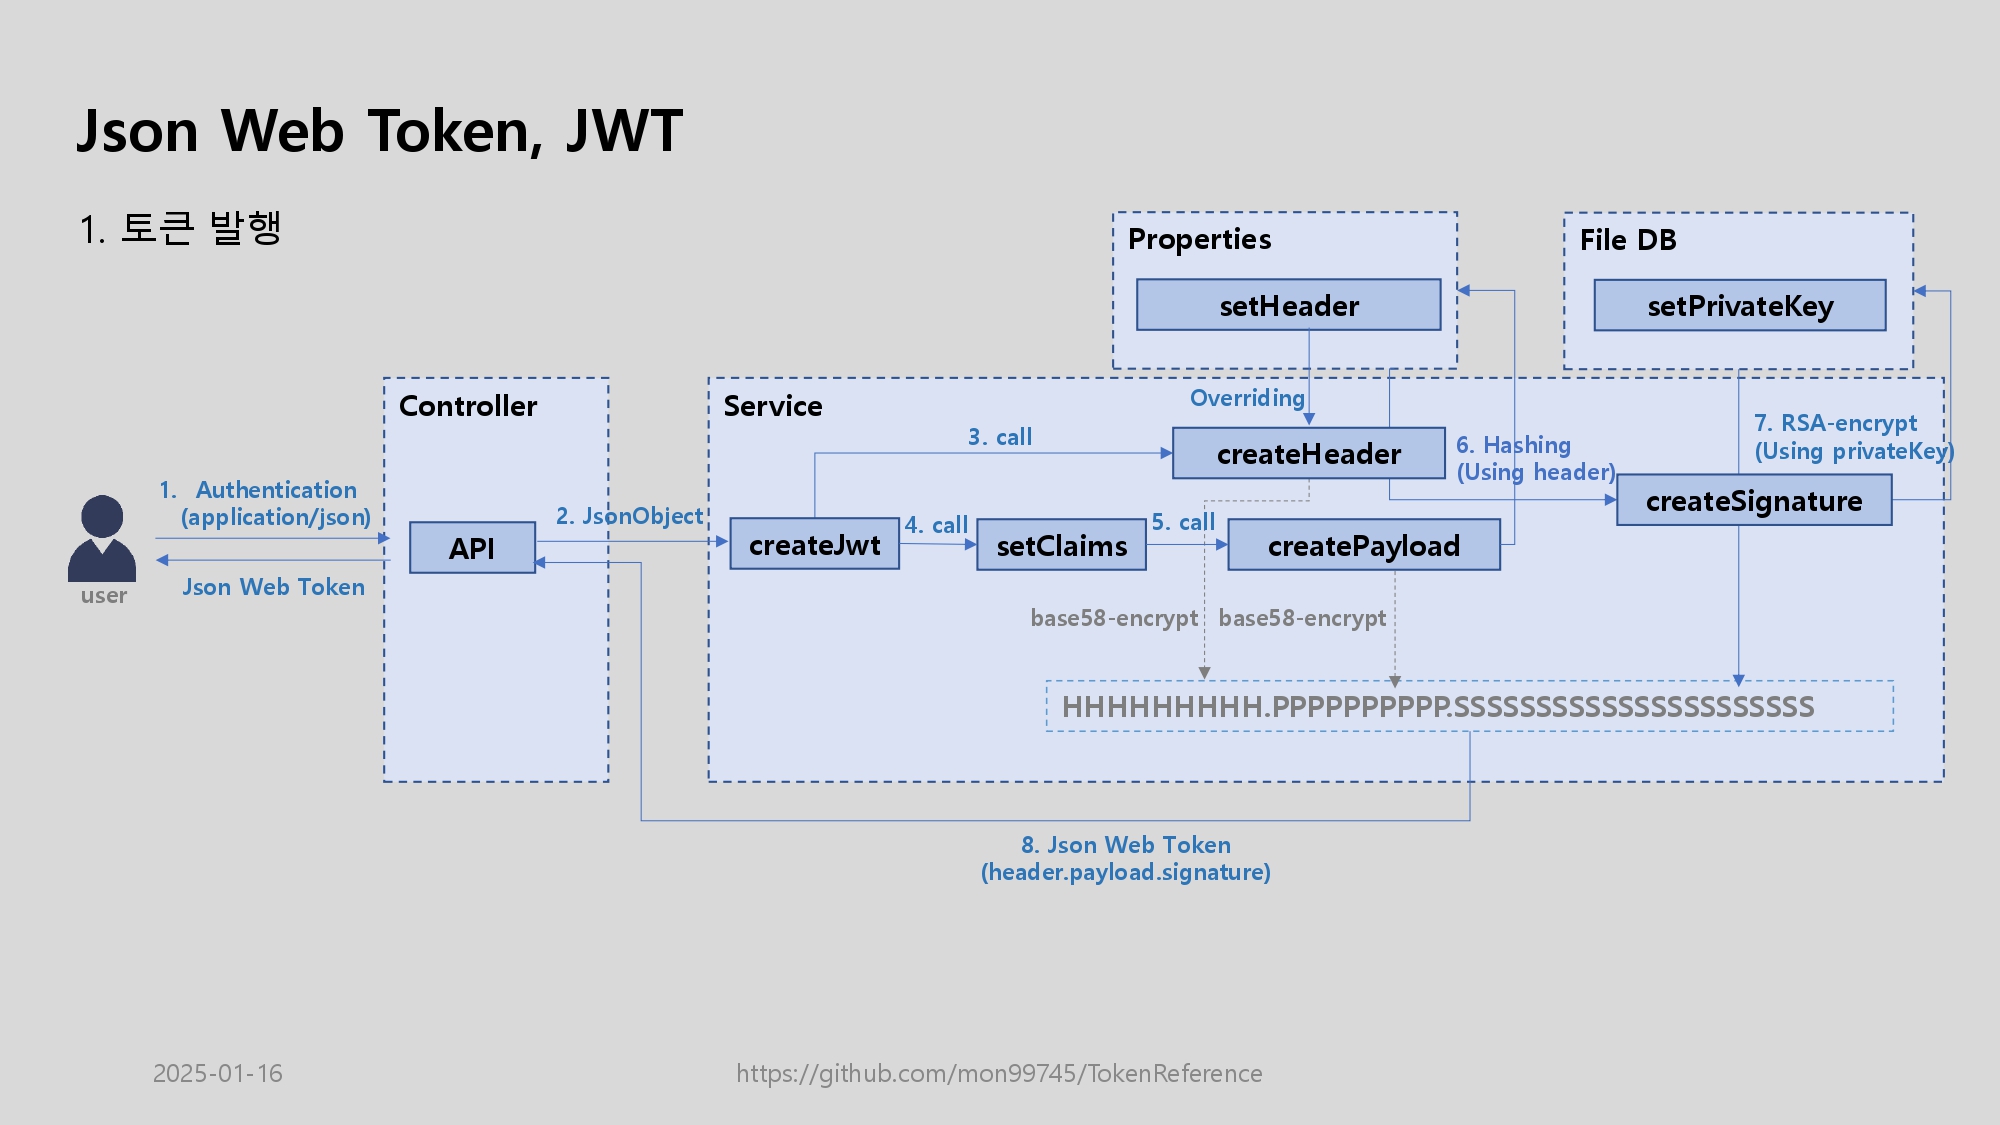 Json Web Token, JWT
1. 토큰 발행
Properties
setHeader
File DB
setPrivateKey
Controller
API
Service
Overriding
3. call
createHeader
6. Hashing
(Using header)
7. RSA-encrypt
(Using privateKey)
createSignature
1. Authentication
(application/json)
Json Web Token
user
2. JsonObject
createJwt
4. call
setClaims
5. call
createPayload
base58-encrypt
base58-encrypt
HHHHHHHHH.PPPPPPPPPP.SSSSSSSSSSSSSSSSSSSSSS
8. Json Web Token
(header.payload.signature)
2025-01-16
https://github.com/mon99745/TokenReference